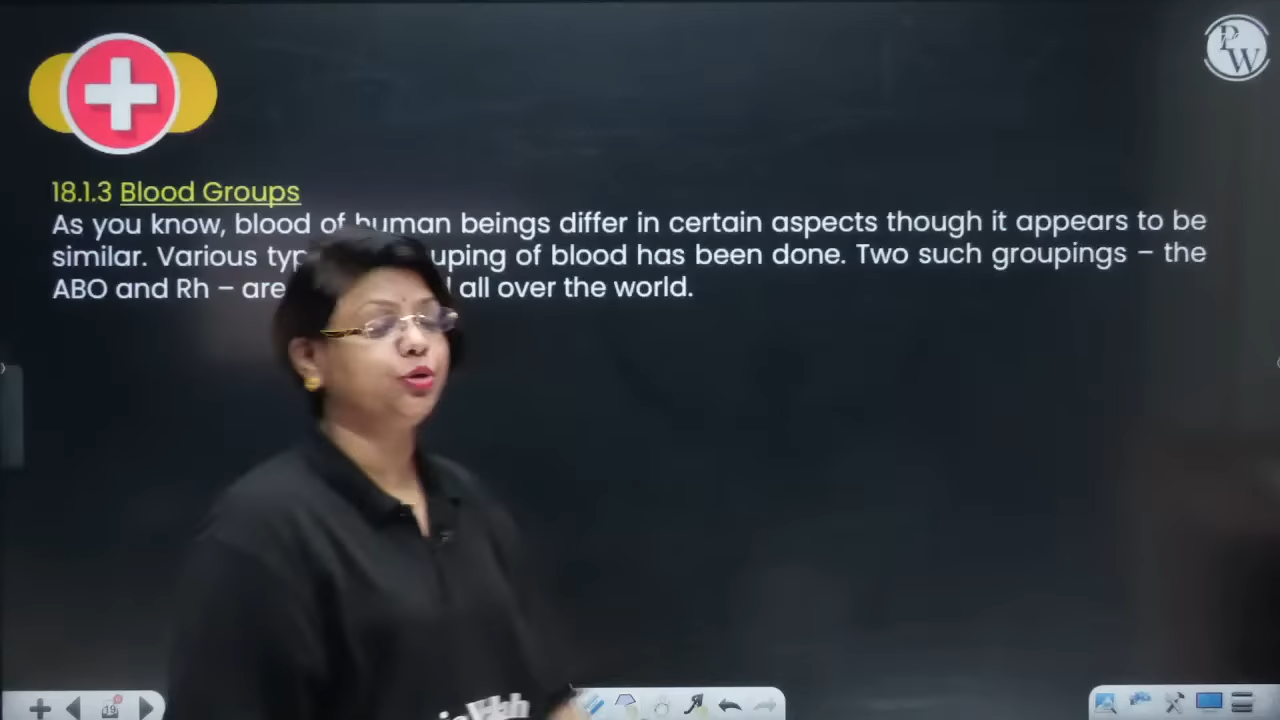 PW
18.1.3 Blood Groups
As you know, blood of human beings differ in certain aspects though it appears to be
similar. Various typ uping of blood has been done. Two such groupings – the
ABO and Rh – are all over the world.
19